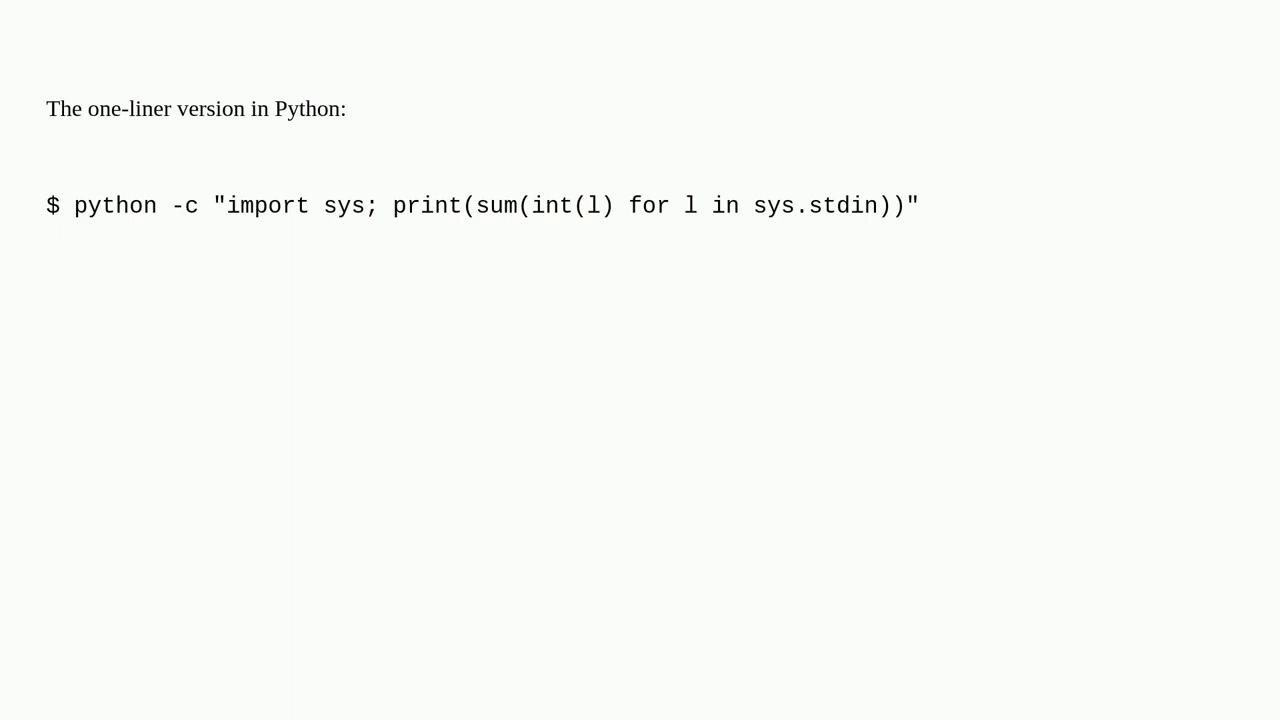 The one-liner version in Python:
$ python -c "import sys; print(sum(int(l) for l in sys.stdin))"